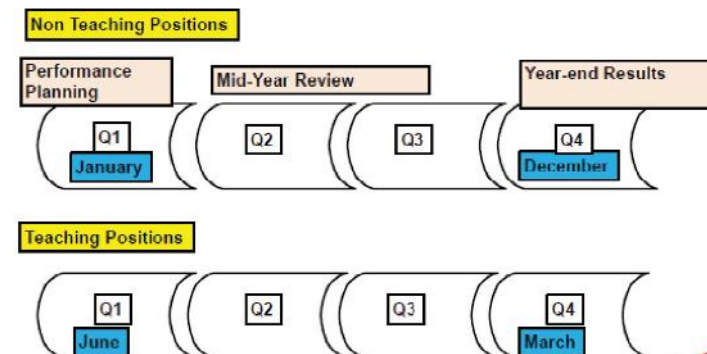 Non Teaching Positions
Performance
Planning
Mid-Year Review
Year-end Results
Q1
Q2
Q3
Q4
January
December
Teaching Positions
Q1
Q2
Q3
Q4
June
March